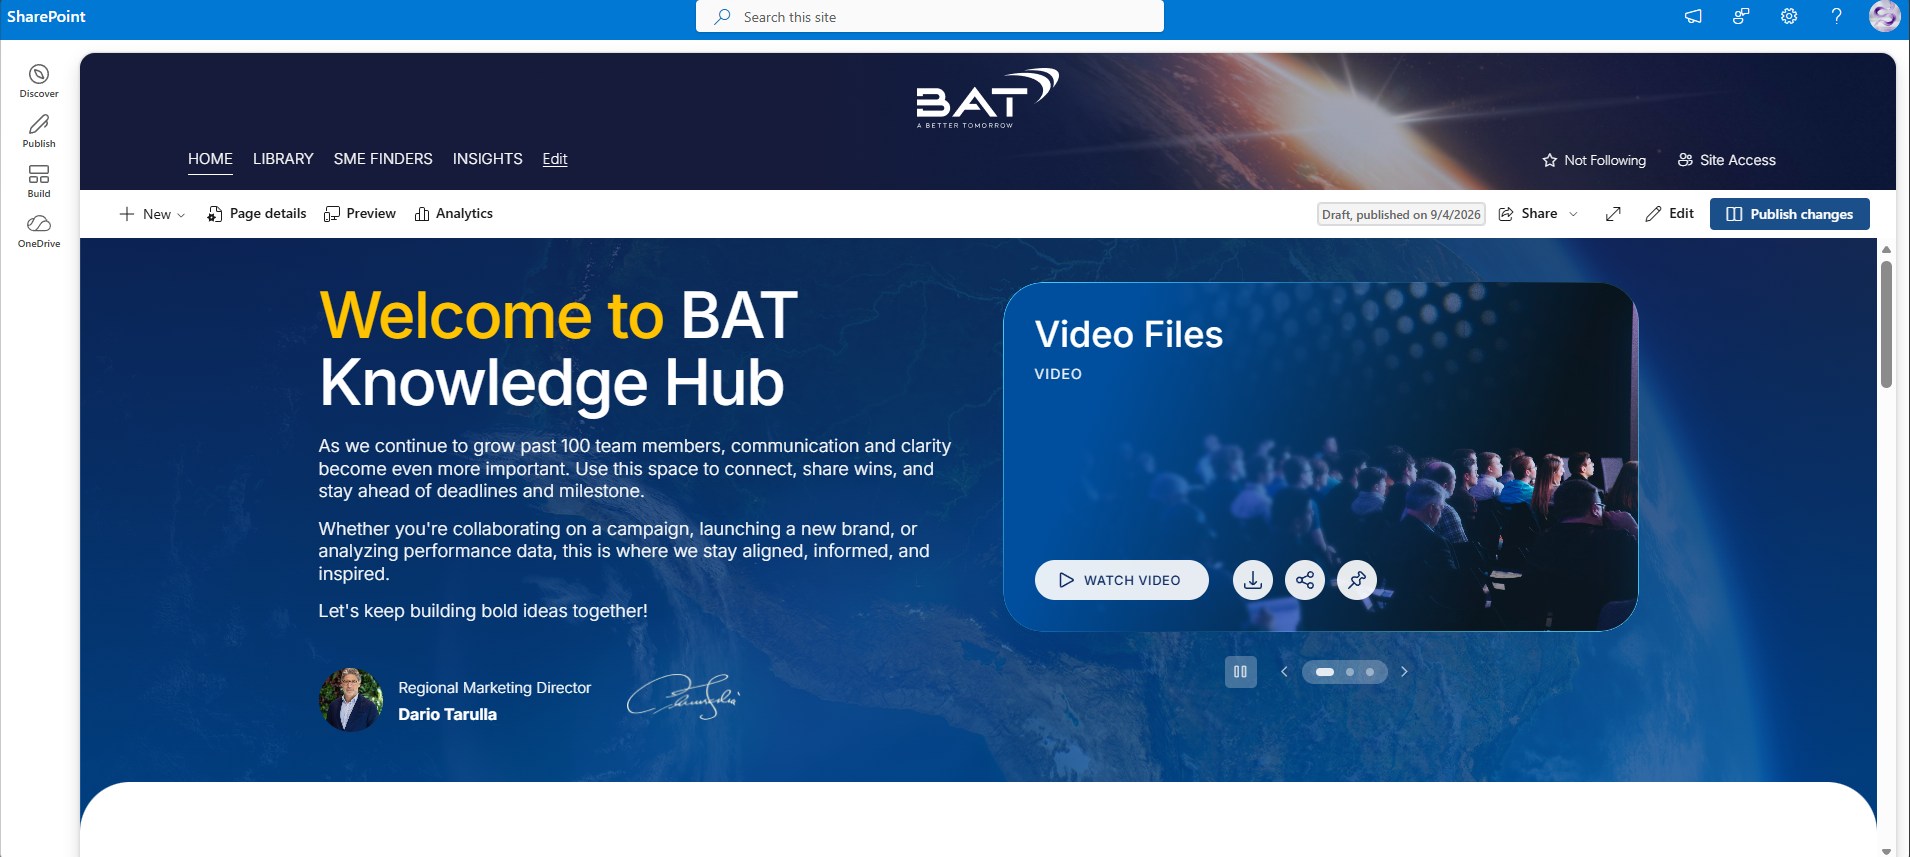 SharePoint
Search this site
Discover
Publish
Build
OneDrive
BAT
A BETTER TOMORROW
HOME LIBRARY SME FINDERS INSIGHTS Edit
Not Following Site Access
New Page details Preview Analytics
Draft, published on 9/4/2026 Share Edit Publish changes
Welcome to BAT
Knowledge Hub
As we continue to grow past 100 team members, communication and clarity
become even more important. Use this space to connect, share wins, and
stay ahead of deadlines and milestone.
Whether you're collaborating on a campaign, launching a new brand, or
analyzing performance data, this is where we stay aligned, informed, and
inspired.
Let's keep building bold ideas together!
Regional Marketing Director
Dario Tarulla
Video Files
VIDEO
WATCH VIDEO